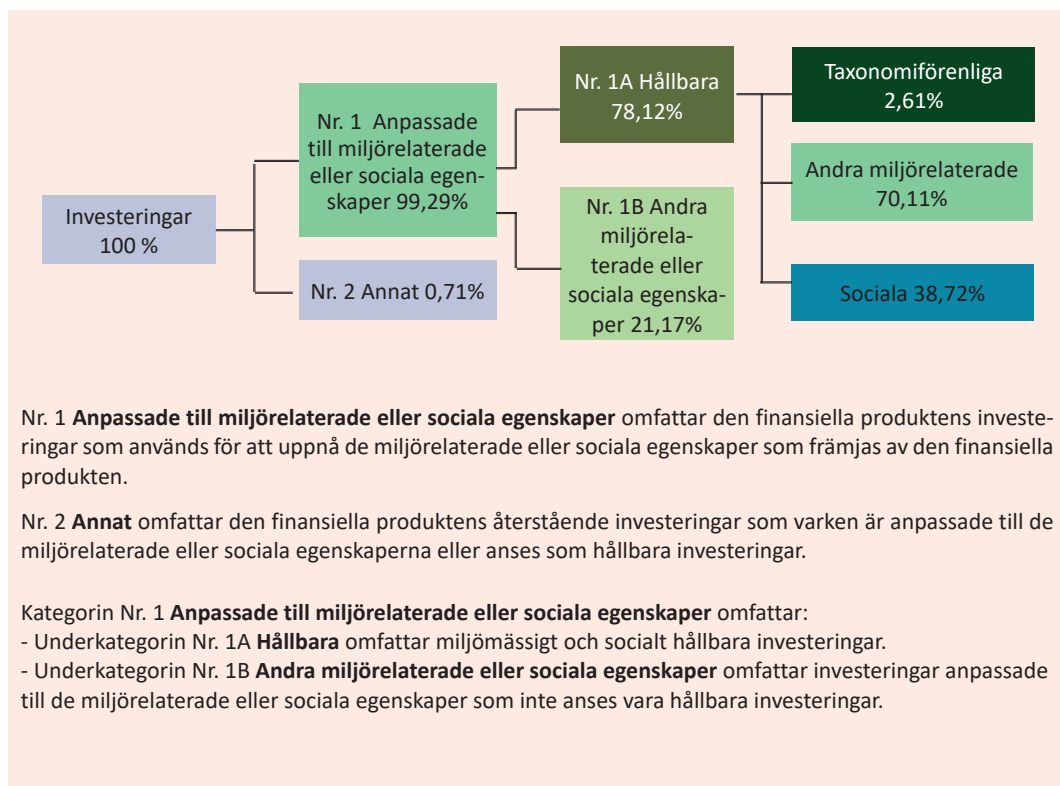 Investeringar
100 %
Nr. 1  Anpassade
till miljörelaterade
eller sociala egen-
skaper 99,29%
Nr. 2 Annat 0,71%
Nr. 1A Hållbara
78,12%
Nr. 1B Andra
miljörela-
terade eller
sociala egenska-
per 21,17%
Taxonomiförenliga
2,61%
Andra miljörelaterade
70,11%
Sociala 38,72%
Nr. 1 Anpassade till miljörelaterade eller sociala egenskaper omfattar den finansiella produktens investe-
ringar som används för att uppnå de miljörelaterade eller sociala egenskaper som främjas av den finansiella
produkten.
Nr. 2 Annat omfattar den finansiella produktens återstående investeringar som varken är anpassade till de
miljörelaterade eller sociala egenskaperna eller anses som hållbara investeringar.
Kategorin Nr. 1 Anpassade till miljörelaterade eller sociala egenskaper omfattar:
- Underkategorin Nr. 1A Hållbara omfattar miljömässigt och socialt hållbara investeringar.
- Underkategorin Nr. 1B Andra miljörelaterade eller sociala egenskaper omfattar investeringar anpassade
till de miljörelaterade eller sociala egenskaper som inte anses vara hållbara investeringar.